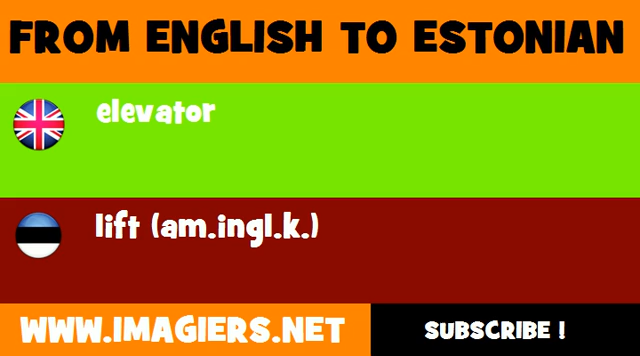 FROM ENGLISH TO ESTONIAN
elevator
lift (am.ingl.k.)
WWW.IMAGIERS.NET
SUBSCRIBE !